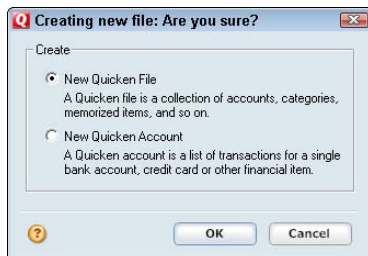 Creating new file: Are you sure?
Create
New Quicken File
A Quicken file is a collection of accounts, categories,
memorized items, and so on.
New Quicken Account
A Quicken account is a list of transactions for a single
bank account, credit card or other financial item.
? OK Cancel